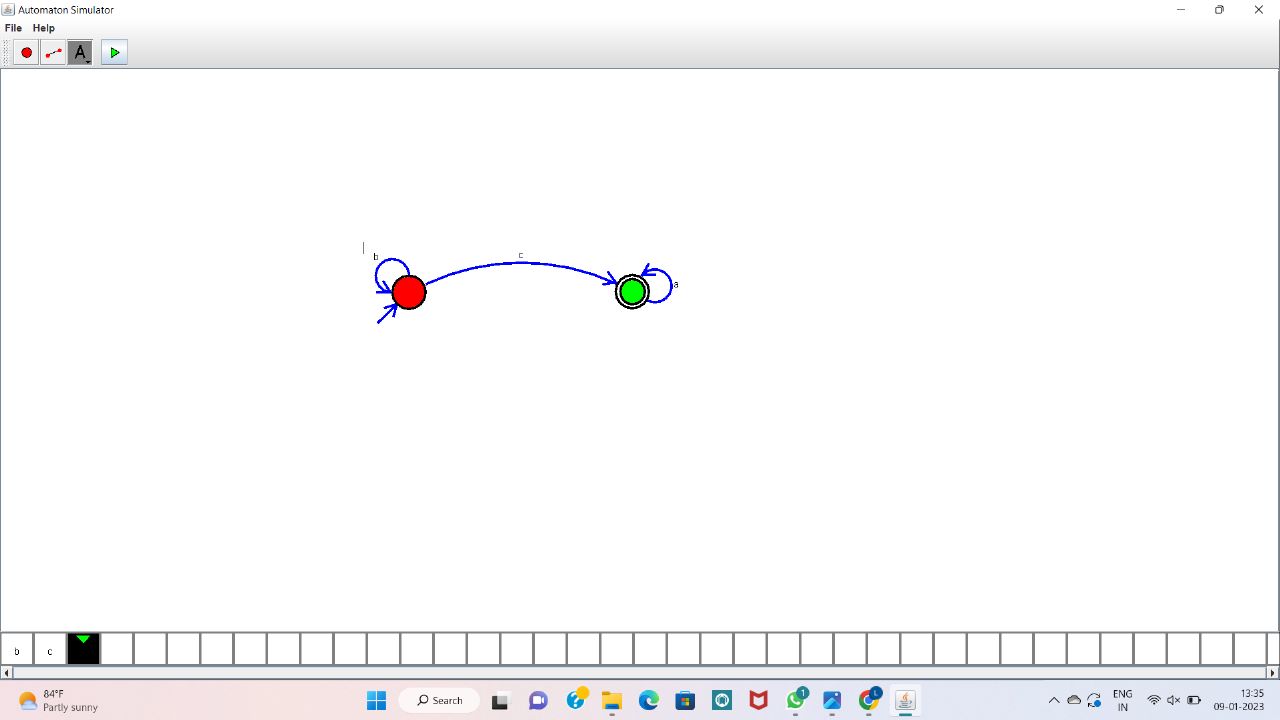 Automaton Simulator
File Help
A
b
c
a
b c
84°F
Partly sunny
Search
1
L
ENG
IN
13:35
09-01-2023